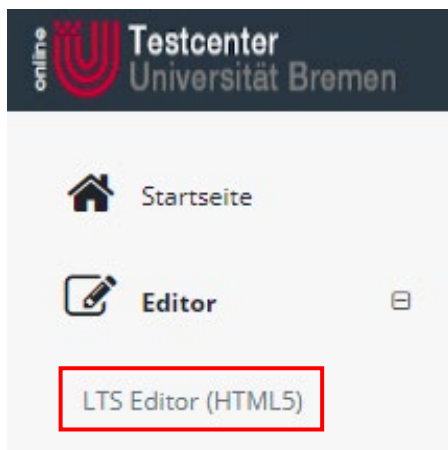 online
Testcenter
Universität Bremen
Startseite
Editor
LTS Editor (HTML5)